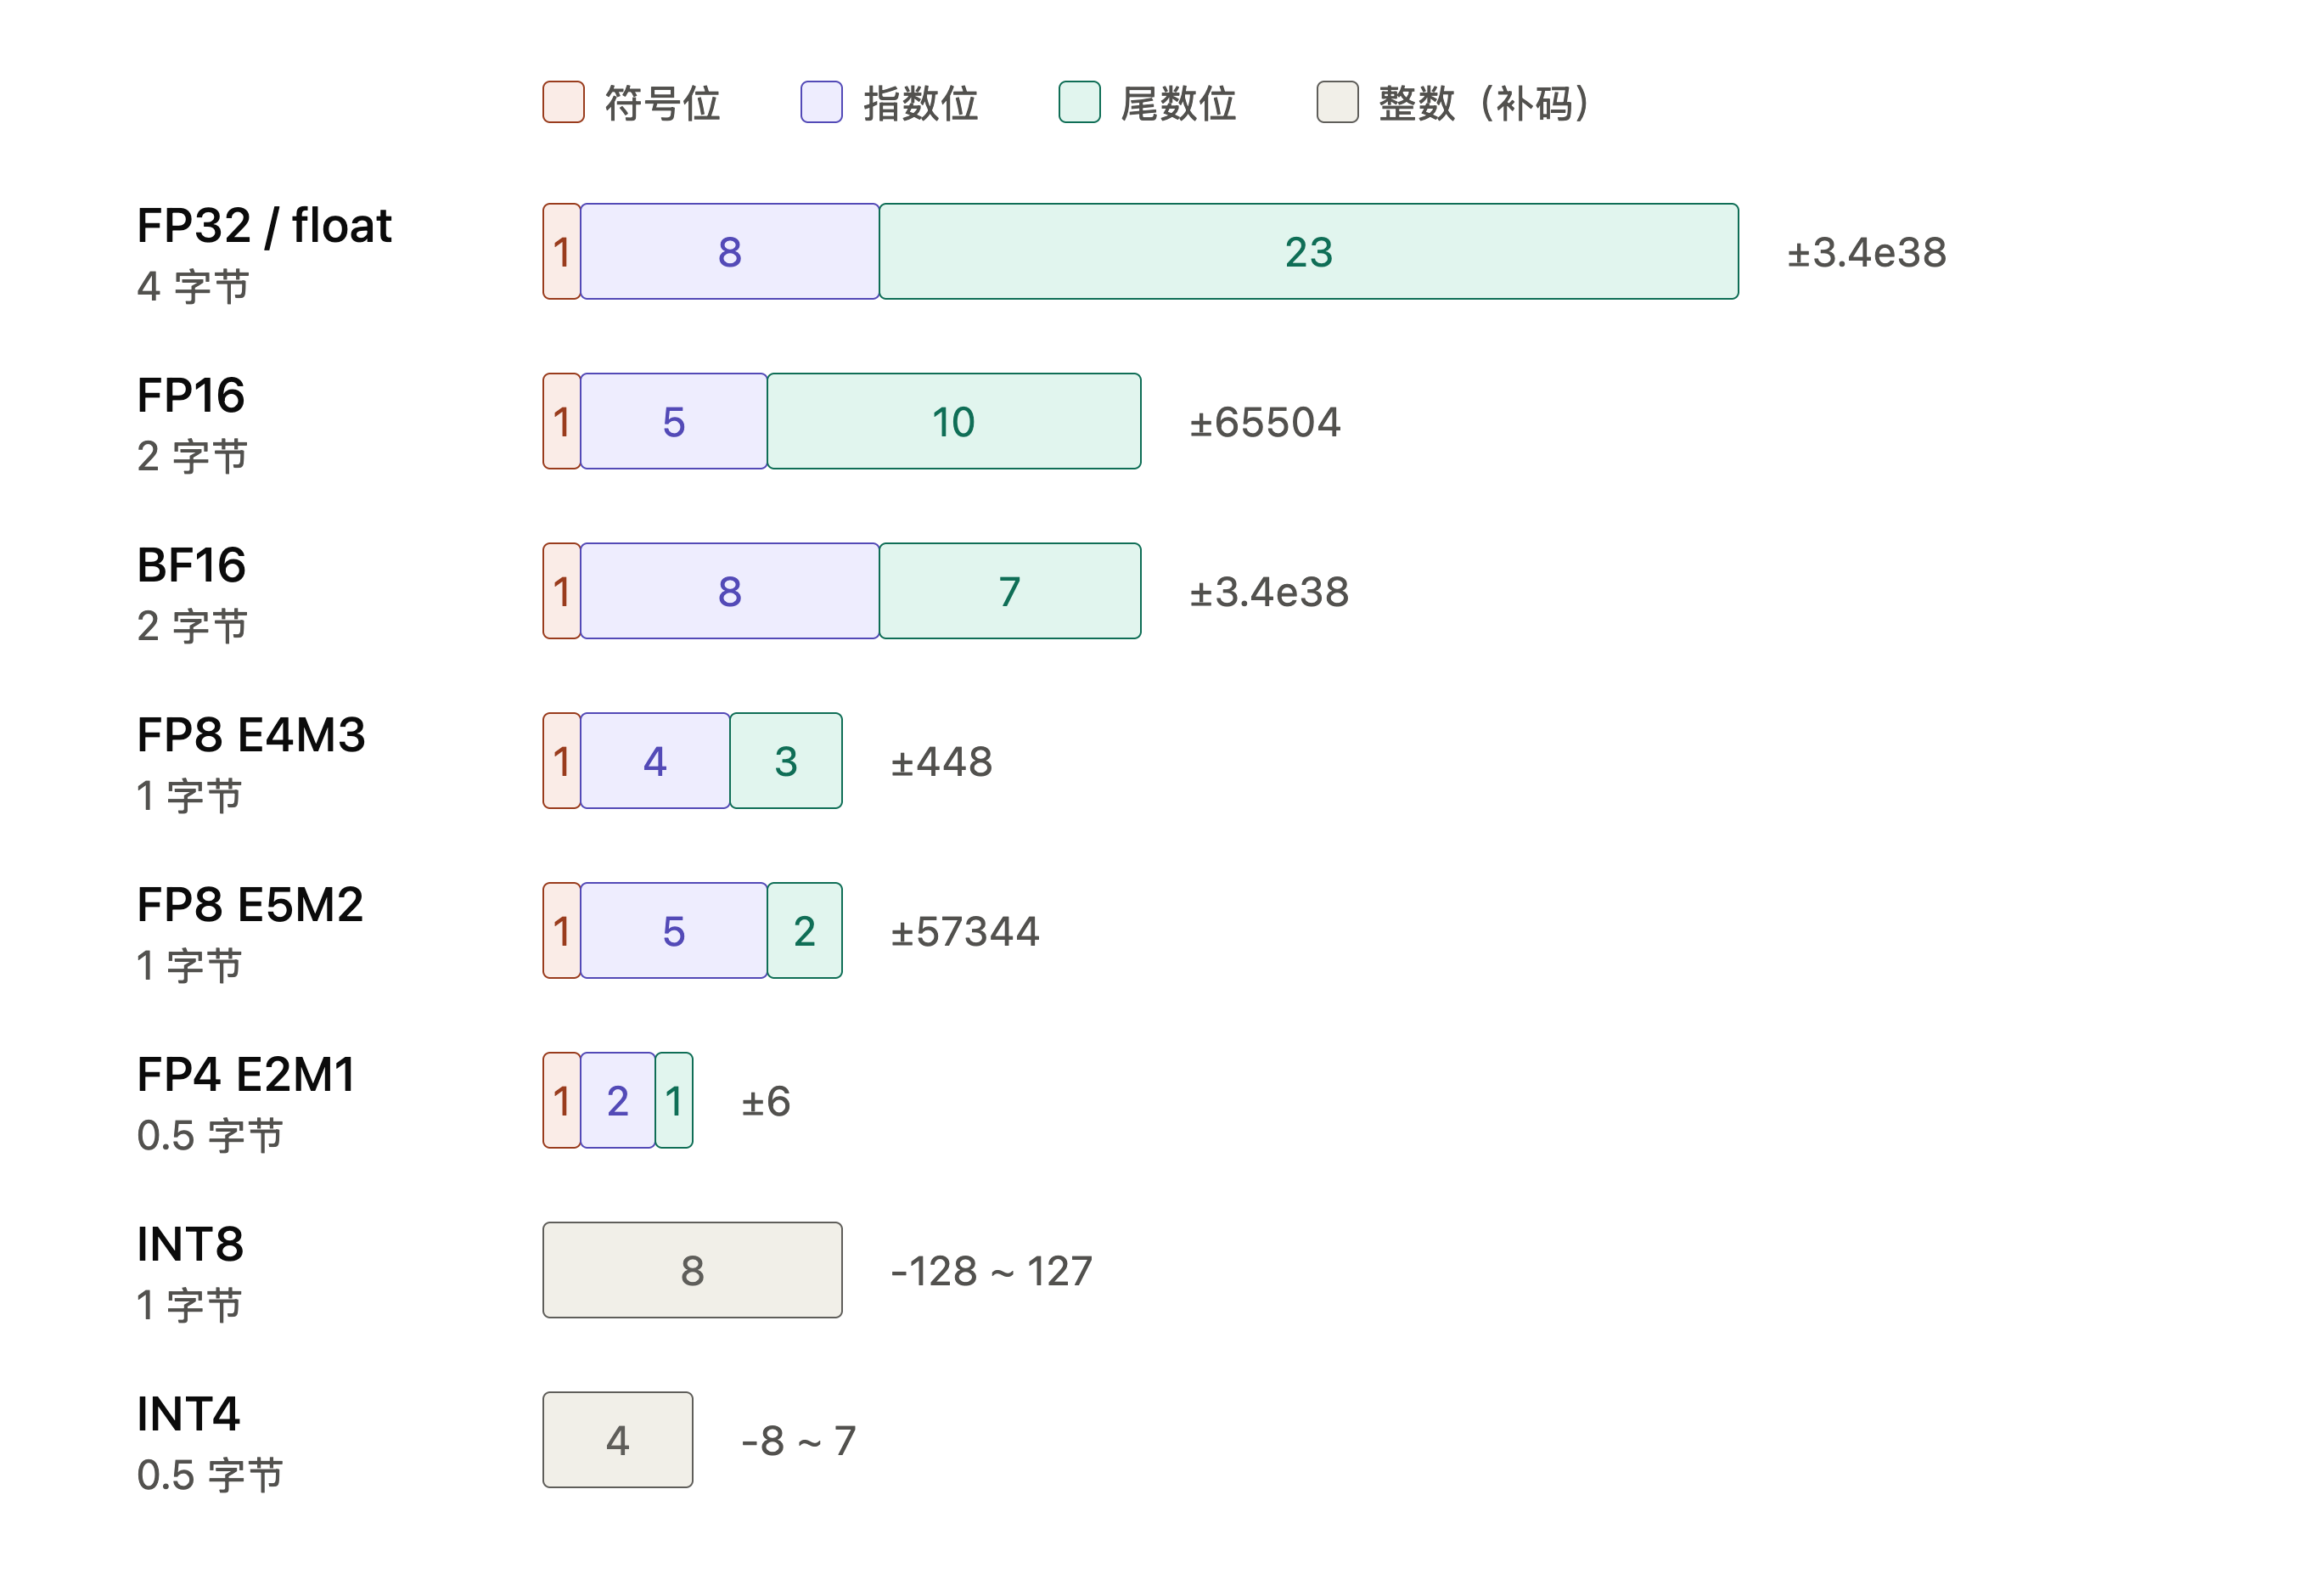 符号位 指数位 尾数位 整数（补码）
FP32 / float
4 字节
1 8 23 ±3.4e38
FP16
2 字节
1 5 10 ±65504
BF16
2 字节
1 8 7 ±3.4e38
FP8 E4M3
1 字节
1 4 3 ±448
FP8 E5M2
1 字节
1 5 2 ±57344
FP4 E2M1
0.5 字节
1 2 1 ±6
INT8
1 字节
8 -128 ~ 127
INT4
0.5 字节
4 -8 ~ 7